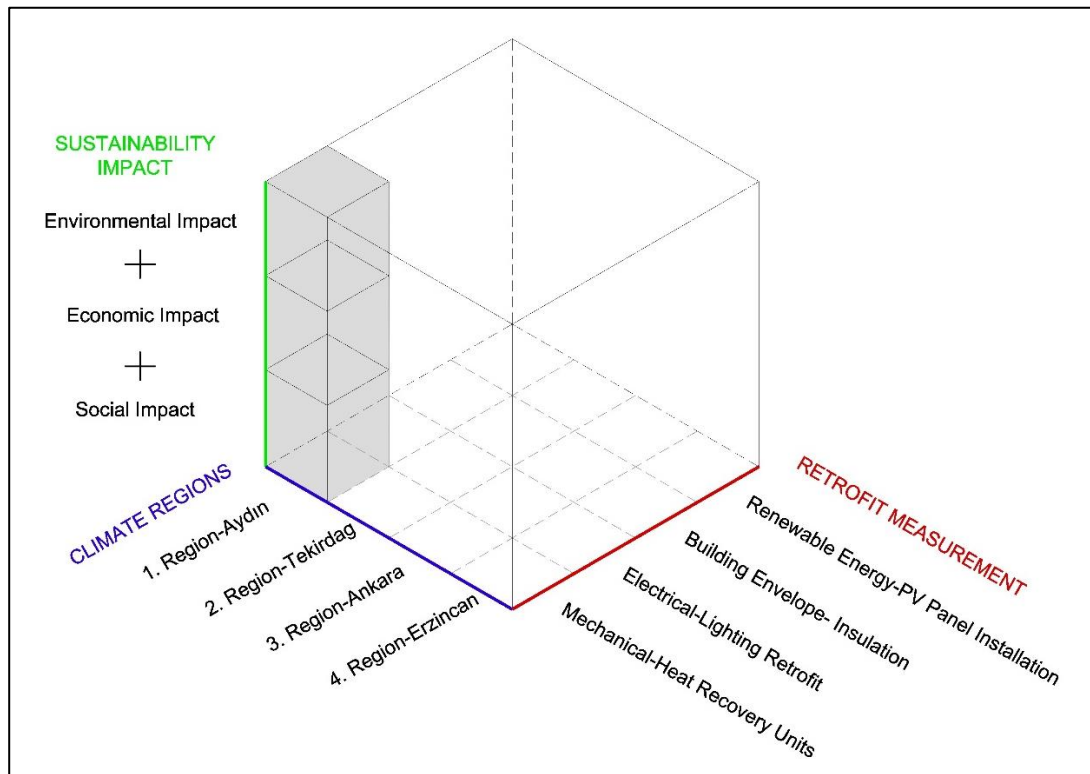 SUSTAINABILITY
IMPACT
Environmental Impact
+
Economic Impact
+
Social Impact
CLIMATE REGIONS
1. Region-Aydın
2. Region-Tekirdag
3. Region-Ankara
4. Region-Erzincan
RETROFIT MEASUREMENT
Renewable Energy-PV Panel Installation
Building Envelope- Insulation
Electrical-Lighting Retrofit
Mechanical-Heat Recovery Units